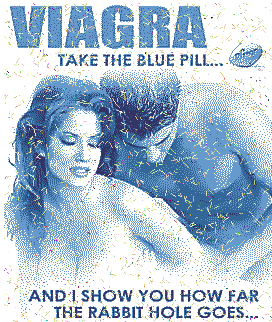 VIAGRA
TAKE THE BLUE PILL...
AND I SHOW YOU HOW FAR
THE RABBIT HOLE GOES...